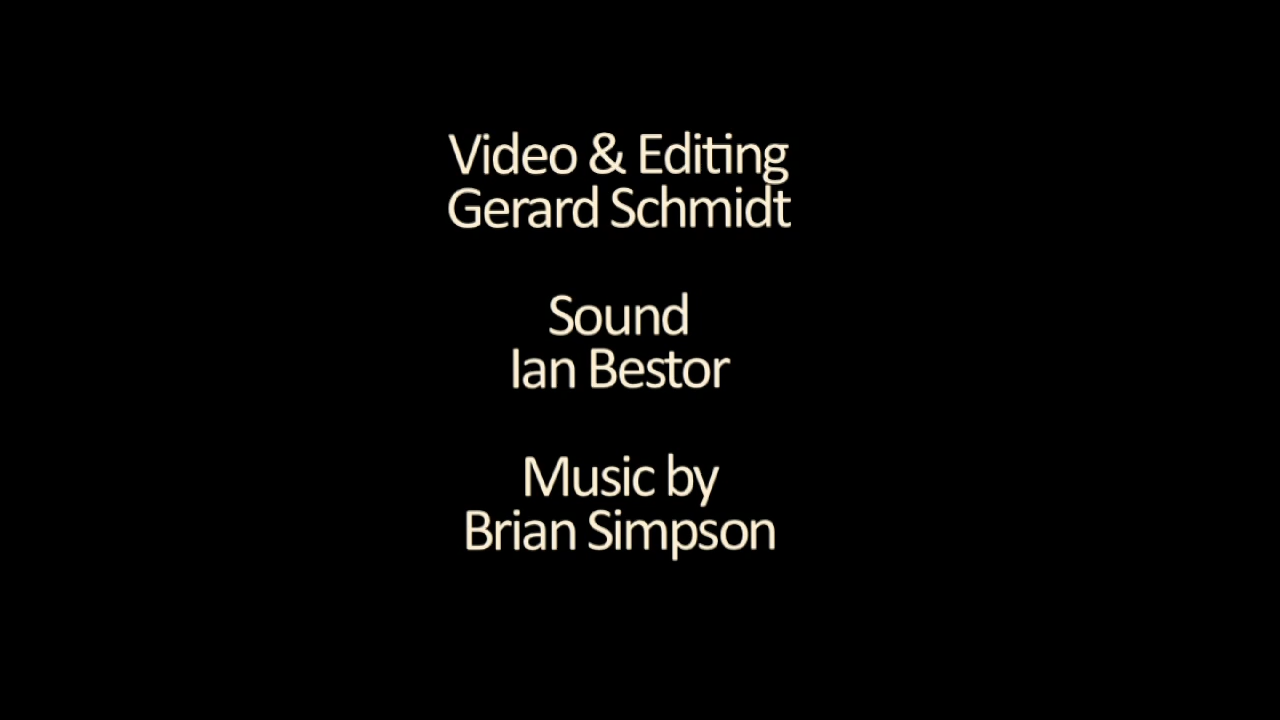 Video & Editing
Gerard Schmidt
Sound
Ian Bestor
Music by
Brian Simpson